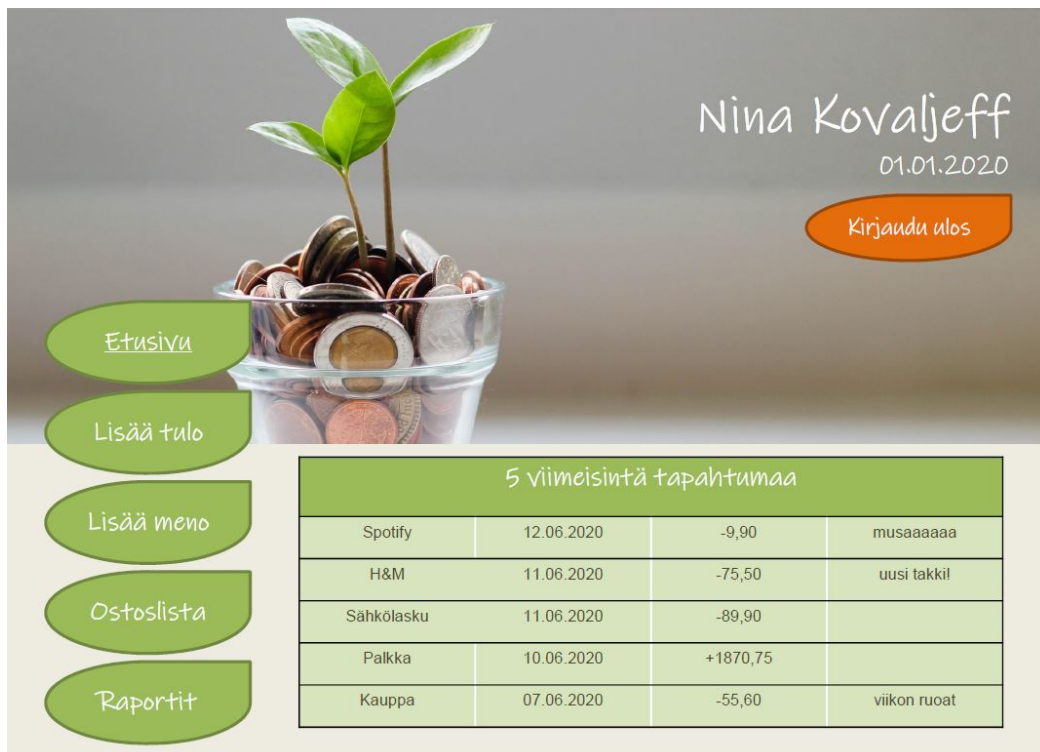 Nina Kovaljeff
01.01.2020
Kirjaudu ulos
Etusivu
Lisää tulo
Lisää meno
Ostoslista
Raportit
5 viimeisintä tapahtumaa
Spotify 12.06.2020 -9,90 musaaaaaa
H&M 11.06.2020 -75,50 uusi takki!
Sähkölasku 11.06.2020 -89,90
Palkka 10.06.2020 +1870,75
Kauppa 07.06.2020 -55,60 viikon ruoat